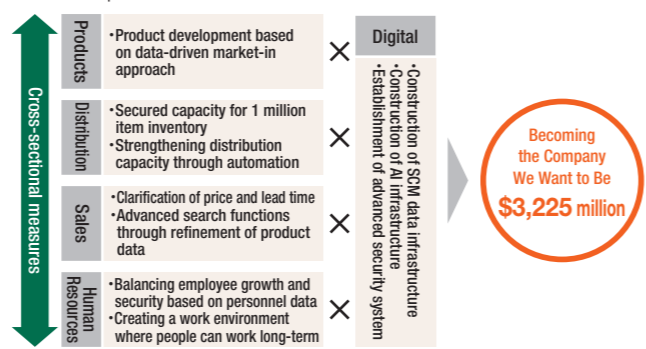 Cross-sectional measures
Products
•Product development based
on data-driven market-in
approach
×
Distribution
•Secured capacity for 1 million
item inventory
•Strengthening distribution
capacity through automation
×
Sales
•Clarification of price and lead time
•Advanced search functions
through refinement of product
data
×
Human
Resources
•Balancing employee growth and
security based on personnel data
•Creating a work environment
where people can work long-term
×
Digital
•Construction of SCM data infrastructure
•Construction of AI infrastructure
•Establishment of advanced security system
Becoming
the Company
We Want to Be
$3,225 million